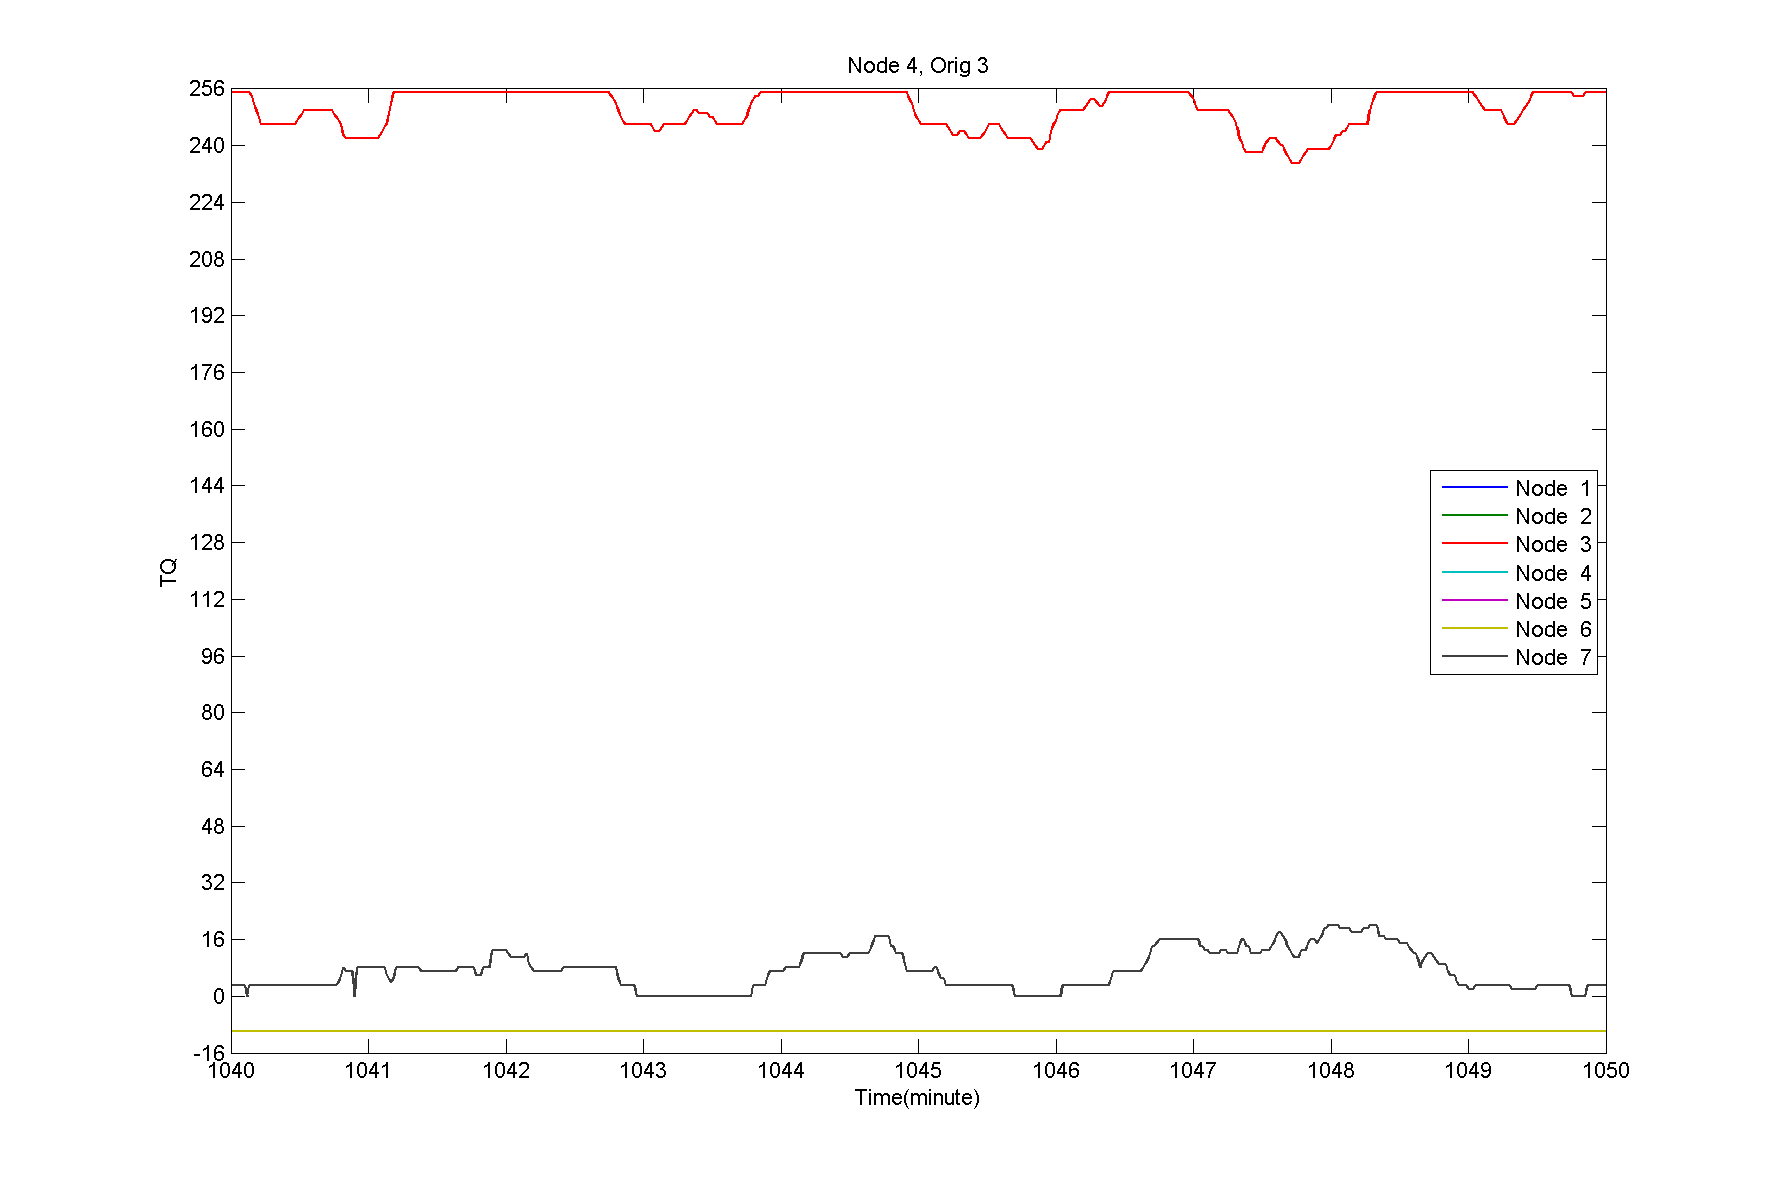 Node 4, Orig 3
256
240
224
208
192
176
160
144
128
112
96
80
64
48
32
16
0
-16
TQ
Node 1
Node 2
Node 3
Node 4
Node 5
Node 6
Node 7
1040 1041 1042 1043 1044 1045 1046 1047 1048 1049 1050
Time(minute)